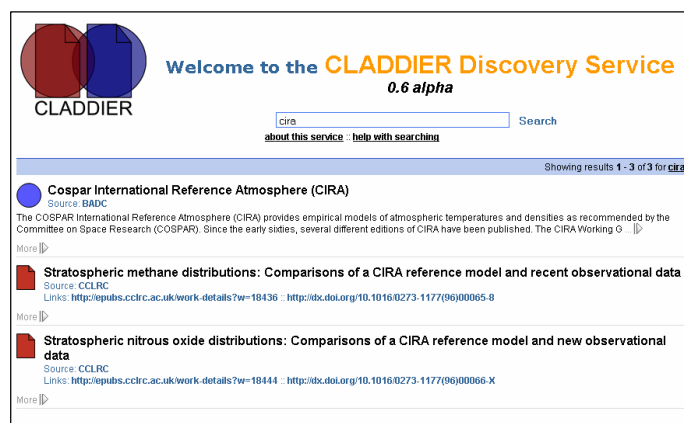 CLADDIER
Welcome to the CLADDIER Discovery Service
0.6 alpha
cira Search
about this service :: help with searching
Showing results 1 - 3 of 3 for cira
Cospar International Reference Atmosphere (CIRA)
Source: BADC
The COSPAR International Reference Atmosphere (CIRA) provides empirical models of atmospheric temperatures and densities as recommended by the
Committee on Space Research (COSPAR). Since the early sixties, several different editions of CIRA have been published. The CIRA Working G ...
More
Stratospheric methane distributions: Comparisons of a CIRA reference model and recent observational data
Source: CCLRC
Links: http://epubs.cclrc.ac.uk/work-details?w=18436 :: http://dx.doi.org/10.1016/0273-1177(96)00065-8
More
Stratospheric nitrous oxide distributions: Comparisons of a CIRA reference model and new observational
data
Source: CCLRC
Links: http://epubs.cclrc.ac.uk/work-details?w=18444 :: http://dx.doi.org/10.1016/0273-1177(96)00066-X
More